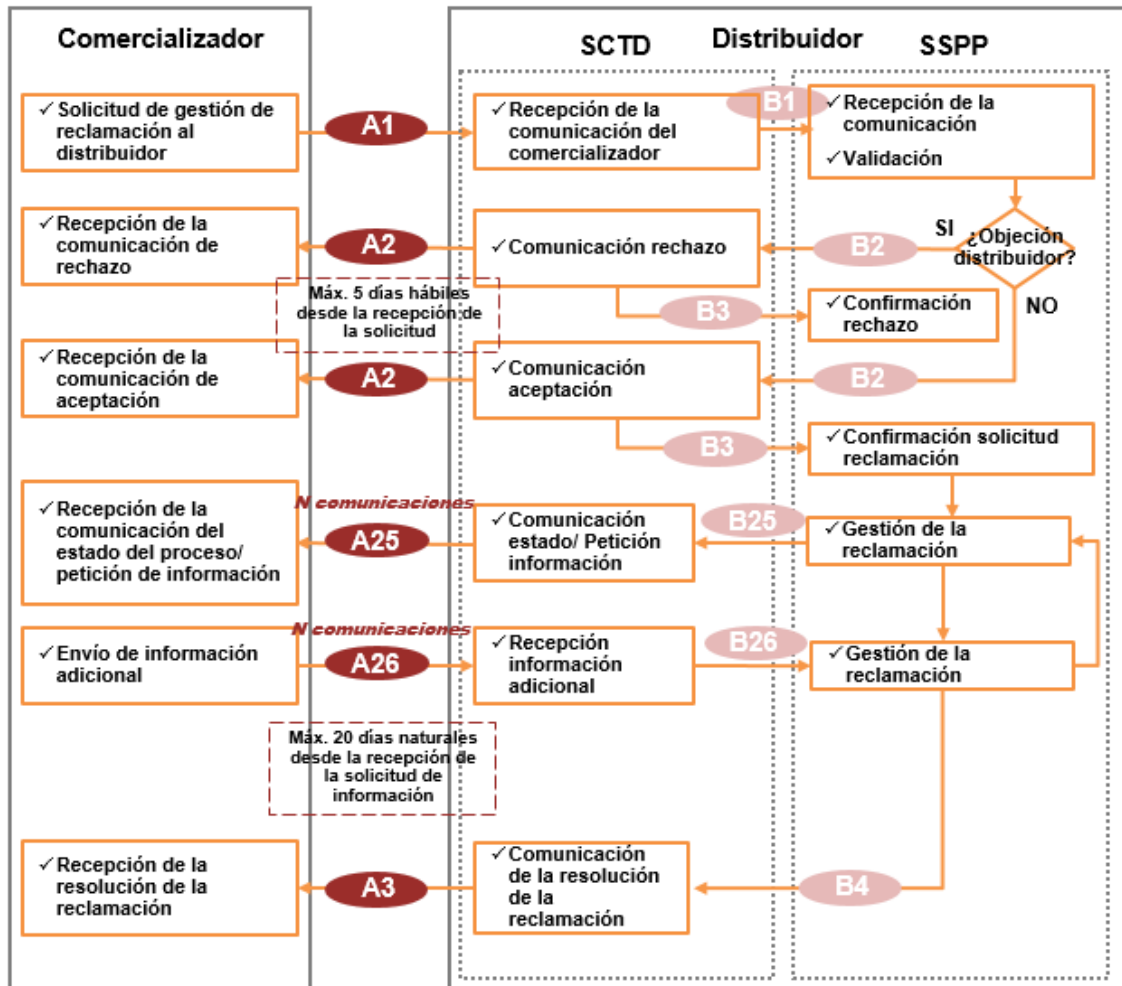 Comercializador
Distribuidor
SCTD
SSPP
✓ Solicitud de gestión de
reclamación al
distribuidor
A1
✓ Recepción de la
comunicación del
comercializador
B1
✓ Recepción de la
comunicación
✓ Validación
✓ Recepción de la
comunicación de
rechazo
A2
✓ Comunicación rechazo
B2
SI
¿Objeción
distribuidor?
NO
Máx. 5 días hábiles
desde la recepción de
la solicitud
B3
✓ Confirmación
rechazo
✓ Recepción de la
comunicación de
aceptación
A2
✓ Comunicación
aceptación
B2
B3
✓ Confirmación solicitud
reclamación
✓ Recepción de la
comunicación del
estado del proceso/
petición de información
N comunicaciones
A25
✓ Comunicación
estado/ Petición
información
B25
✓ Gestión de la
reclamación
✓ Envío de información
adicional
N comunicaciones
A26
✓ Recepción
información
adicional
B26
✓ Gestión de la
reclamación
Máx. 20 días naturales
desde la recepción de
la solicitud de
información
✓ Recepción de la
resolución de la
reclamación
A3
✓ Comunicación
de la resolución
de la
reclamación
B4